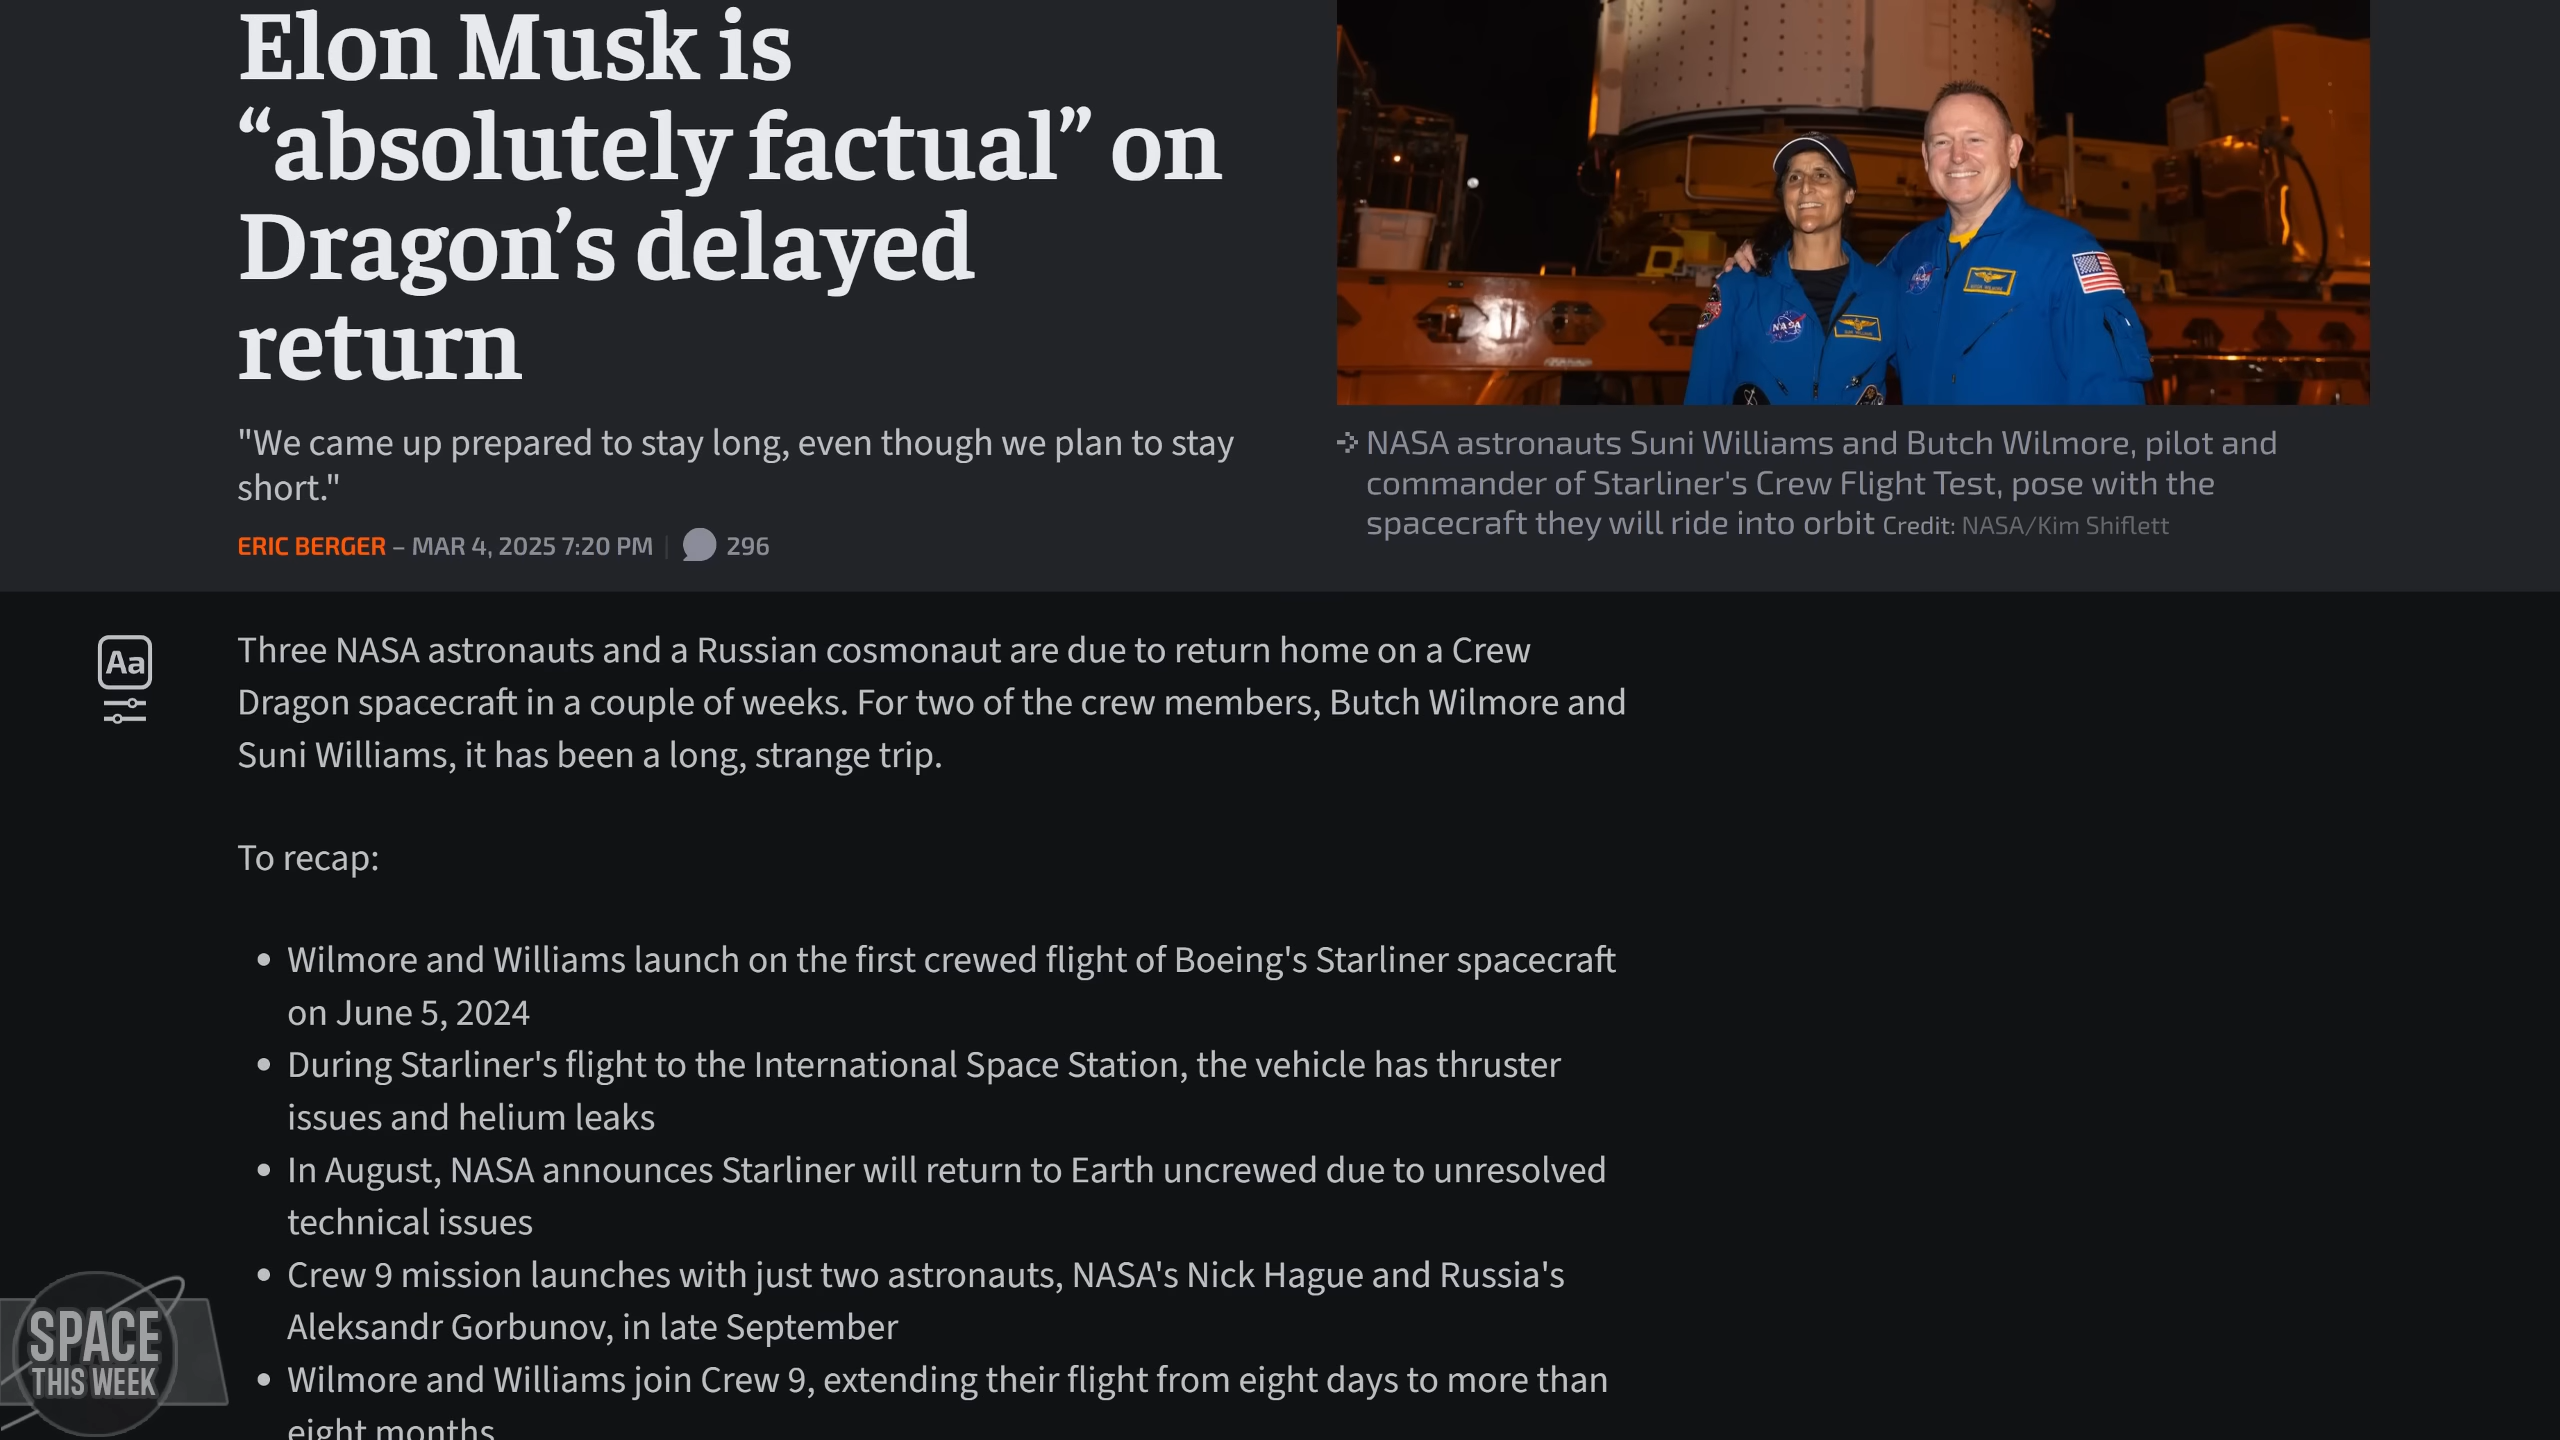 Elon Musk is
“absolutely factual” on
Dragon’s delayed
return
"We came up prepared to stay long, even though we plan to stay
short."
ERIC BERGER – MAR 4, 2025 7:20 PM | 296
NASA
NASA astronauts Suni Williams and Butch Wilmore, pilot and
commander of Starliner's Crew Flight Test, pose with the
spacecraft they will ride into orbit Credit: NASA/Kim Shiflett
Aa
Three NASA astronauts and a Russian cosmonaut are due to return home on a Crew
Dragon spacecraft in a couple of weeks. For two of the crew members, Butch Wilmore and
Suni Williams, it has been a long, strange trip.
To recap:
• Wilmore and Williams launch on the first crewed flight of Boeing's Starliner spacecraft
on June 5, 2024
• During Starliner's flight to the International Space Station, the vehicle has thruster
issues and helium leaks
• In August, NASA announces Starliner will return to Earth uncrewed due to unresolved
technical issues
• Crew 9 mission launches with just two astronauts, NASA's Nick Hague and Russia's
Aleksandr Gorbunov, in late September
• Wilmore and Williams join Crew 9, extending their flight from eight days to more than
eight months
SPACE
THIS WEEK